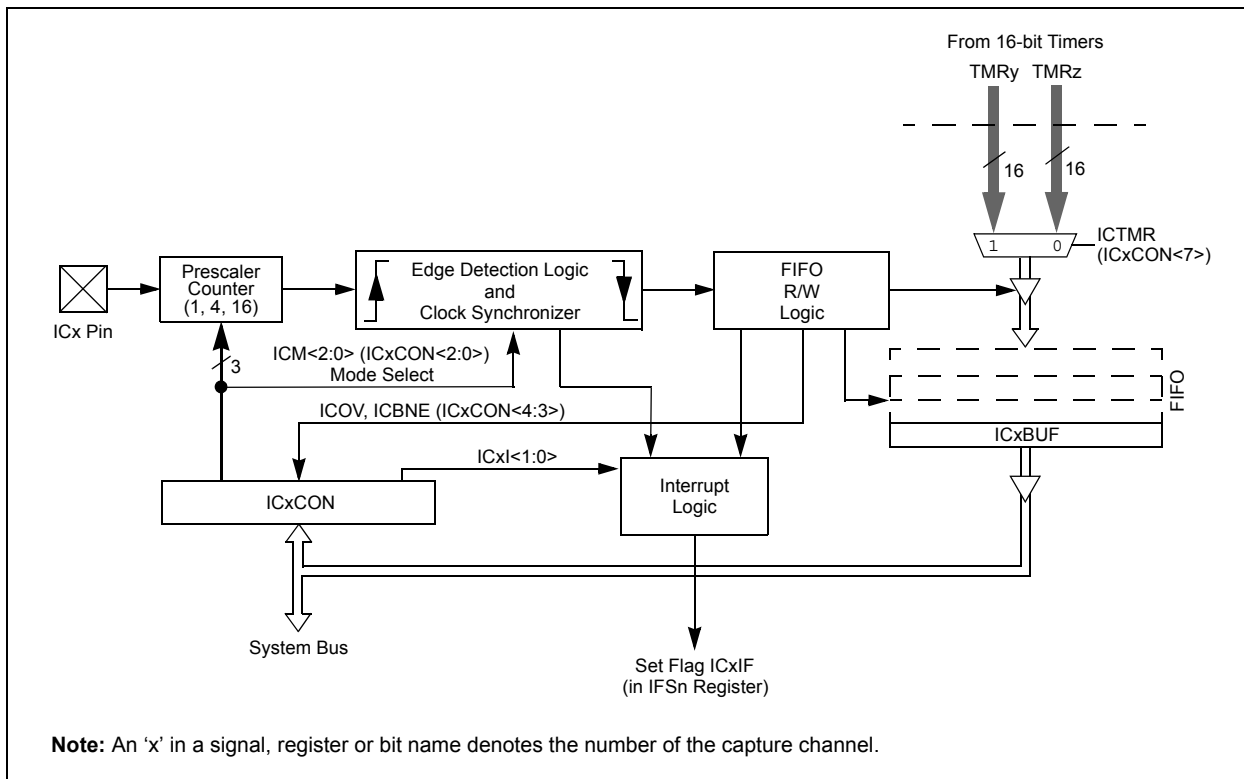 From 16-bit Timers
TMRy TMRz
16 16
1 0
ICTMR
(ICxCON<7>)
Prescaler
Counter
(1, 4, 16)
Edge Detection Logic
and
Clock Synchronizer
FIFO
R/W
Logic
ICx Pin
3
ICM<2:0> (ICxCON<2:0>)
Mode Select
FIFO
ICOV, ICBNE (ICxCON<4:3>)
ICxBUF
ICxI<1:0>
ICxCON
Interrupt
Logic
System Bus
Set Flag ICxIF
(in IFSn Register)
Note: An ‘x’ in a signal, register or bit name denotes the number of the capture channel.